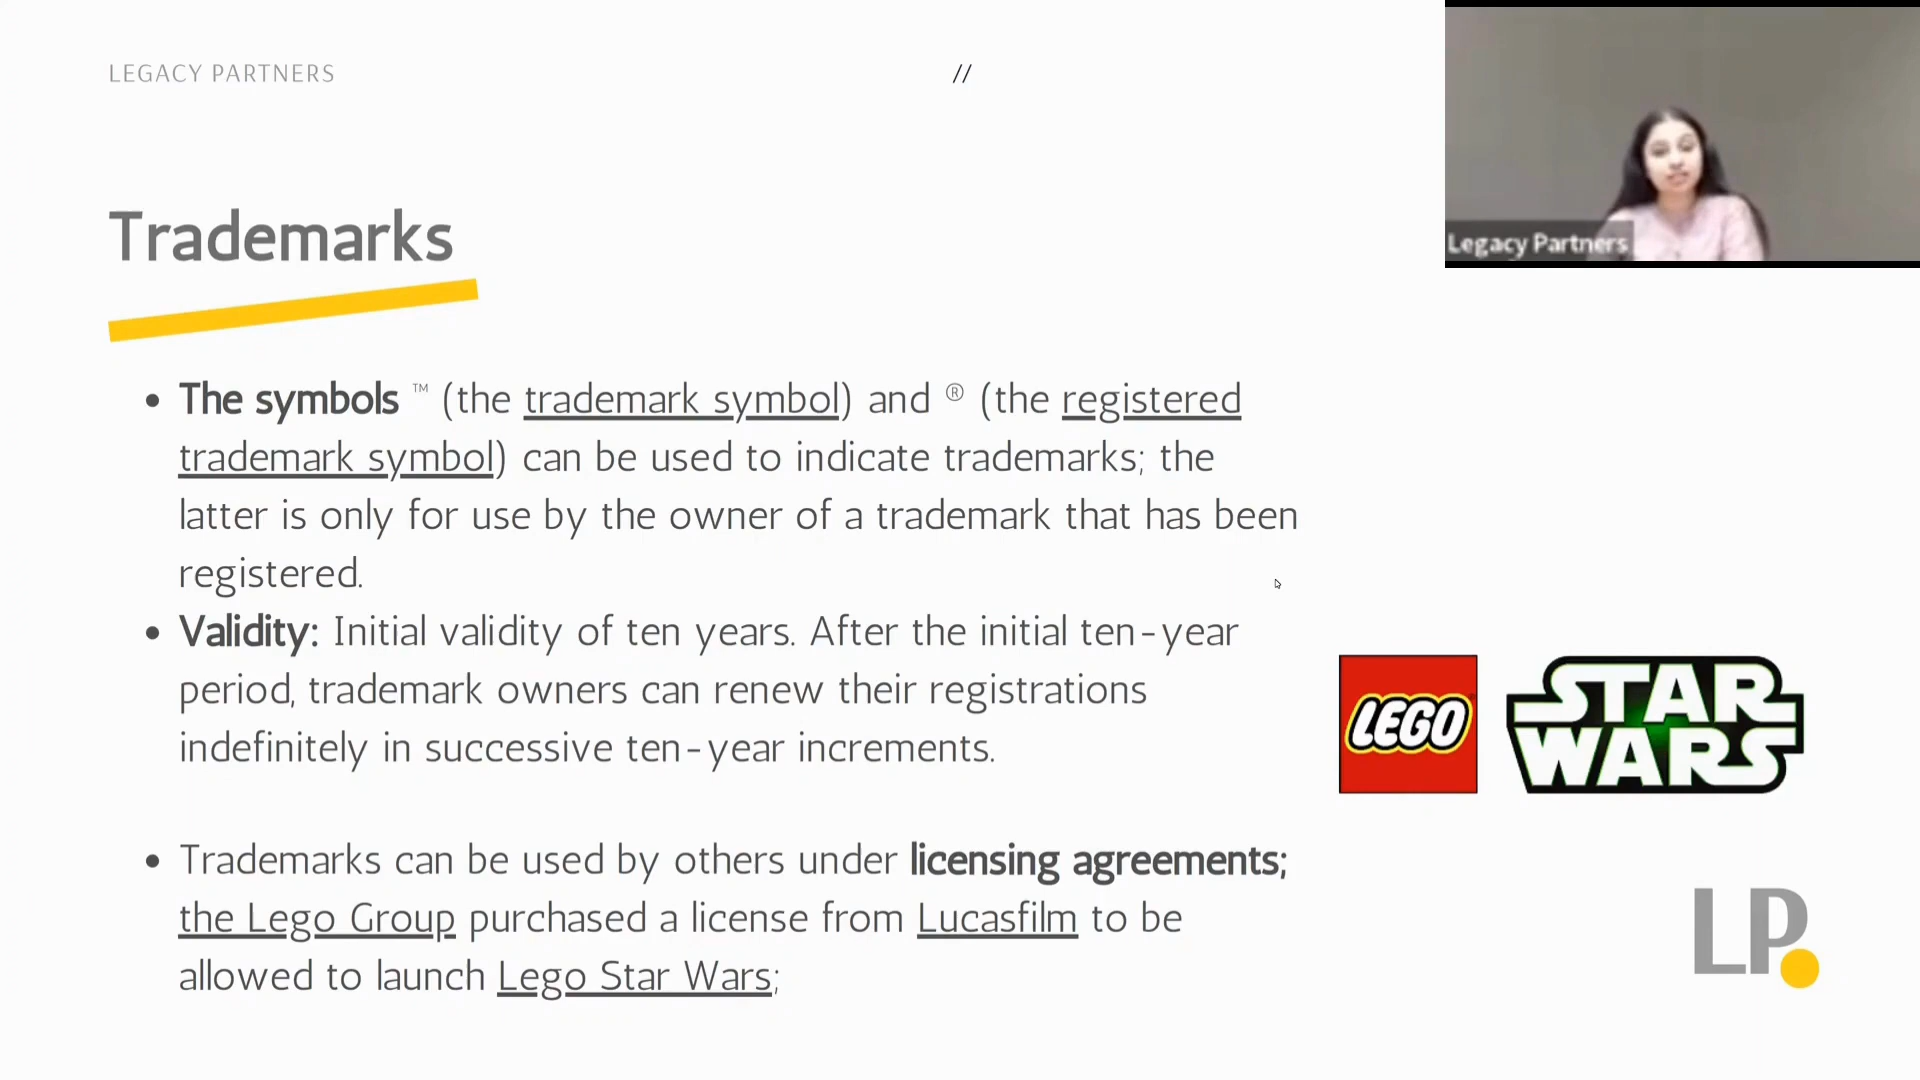 LEGACY PARTNERS
//
Legacy Partners
Trademarks
• The symbols ™ (the trademark symbol) and ® (the registered
trademark symbol) can be used to indicate trademarks; the
latter is only for use by the owner of a trademark that has been
registered.
• Validity: Initial validity of ten years. After the initial ten-year
period, trademark owners can renew their registrations
indefinitely in successive ten-year increments.
LEGO
STAR
WARS
• Trademarks can be used by others under licensing agreements;
the Lego Group purchased a license from Lucasfilm to be
allowed to launch Lego Star Wars;
LP